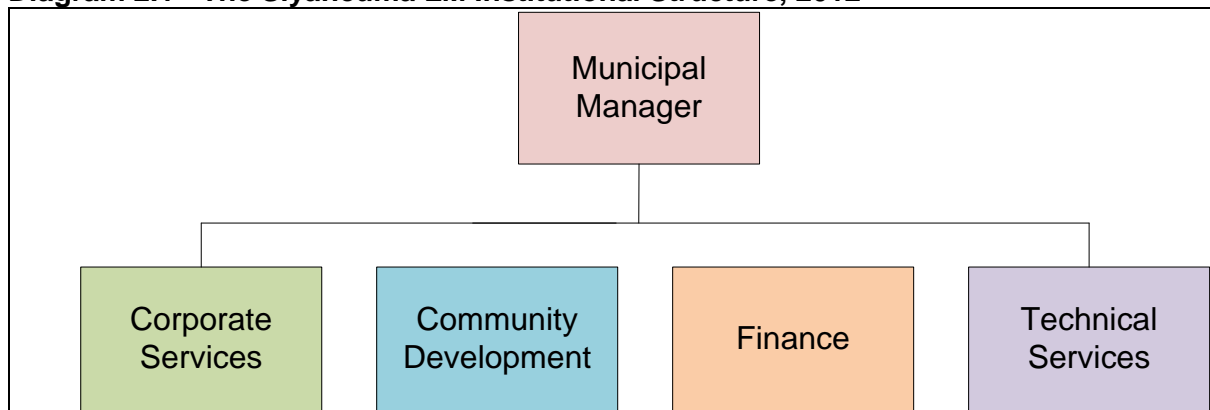 Municipal
Manager
Corporate
Services
Community
Development
Finance
Technical
Services